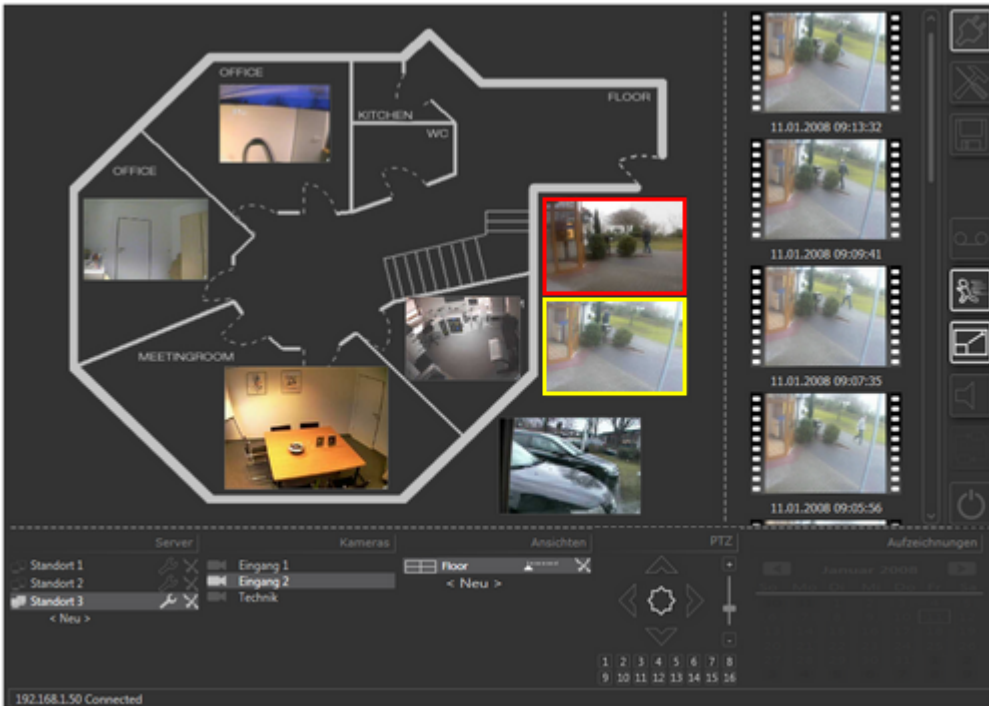 OFFICE
FLOOR
KITCHEN
WC
OFFICE
MEETINGROOM
11.01.2008 09:13:32
11.01.2008 09:09:41
11.01.2008 09:07:35
11.01.2008 09:05:56
Server
Kameras
Ansichten
PTZ
Aufzeichnungen
Standort 1
Standort 2
Standort 3
< Neu >
Eingang 1
Eingang 2
Technik
Floor
< Neu >
+
-
1 2 3 4 5 6 7 8
9 10 11 12 13 14 15 16
Januar 2008
192.168.1.50 Connected